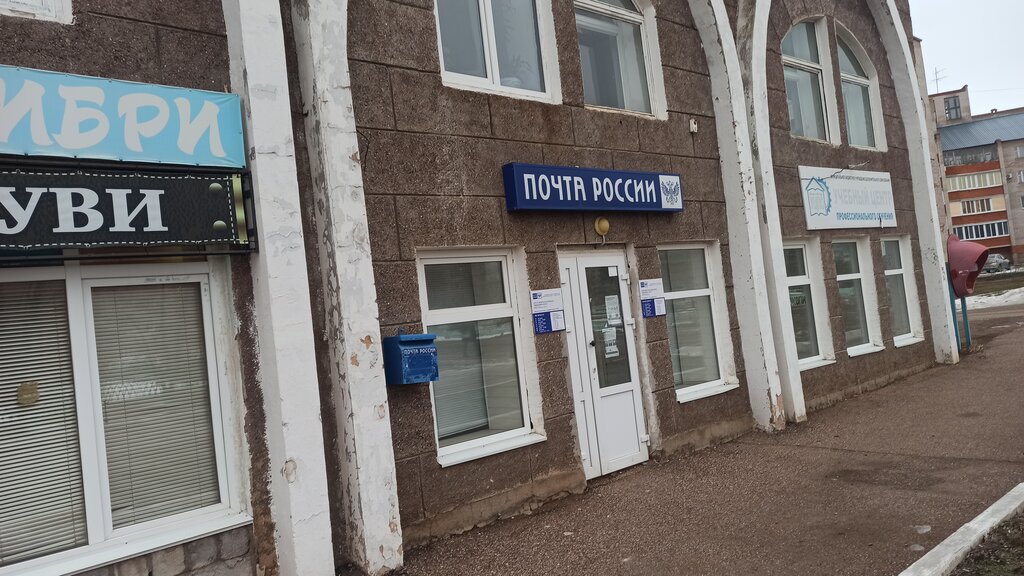 ИБРИ
УВИ
ПОЧТА РОССИИ
ПОЧТА РОССИИ
УЧЕБНЫЙ ЦЕНТР
ПРОФЕССИОНАЛЬНОГО ОБУЧЕНИЯ